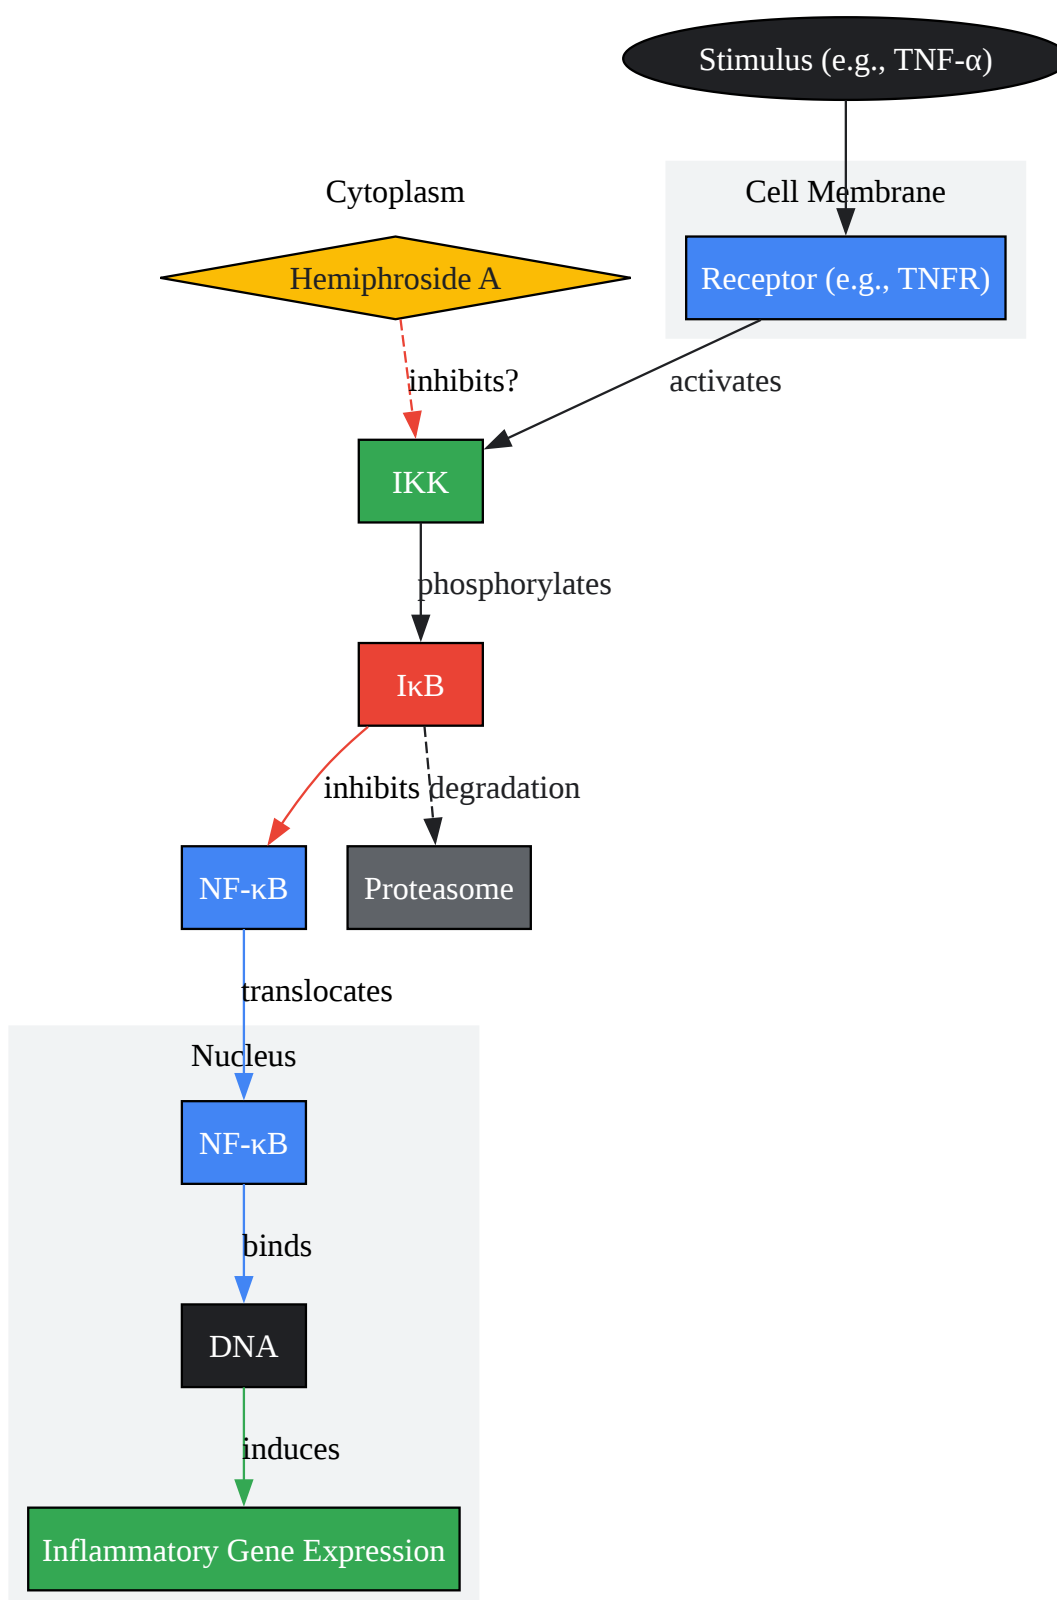 Stimulus (e.g., TNF-α)
Cytoplasm
Cell Membrane
Hemiphroside A
Receptor (e.g., TNFR)
inhibits?
activates
IKK
phosphorylates
IκB
inhibits
degradation
NF-κB
Proteasome
translocates
Nucleus
NF-κB
binds
DNA
induces
Inflammatory Gene Expression